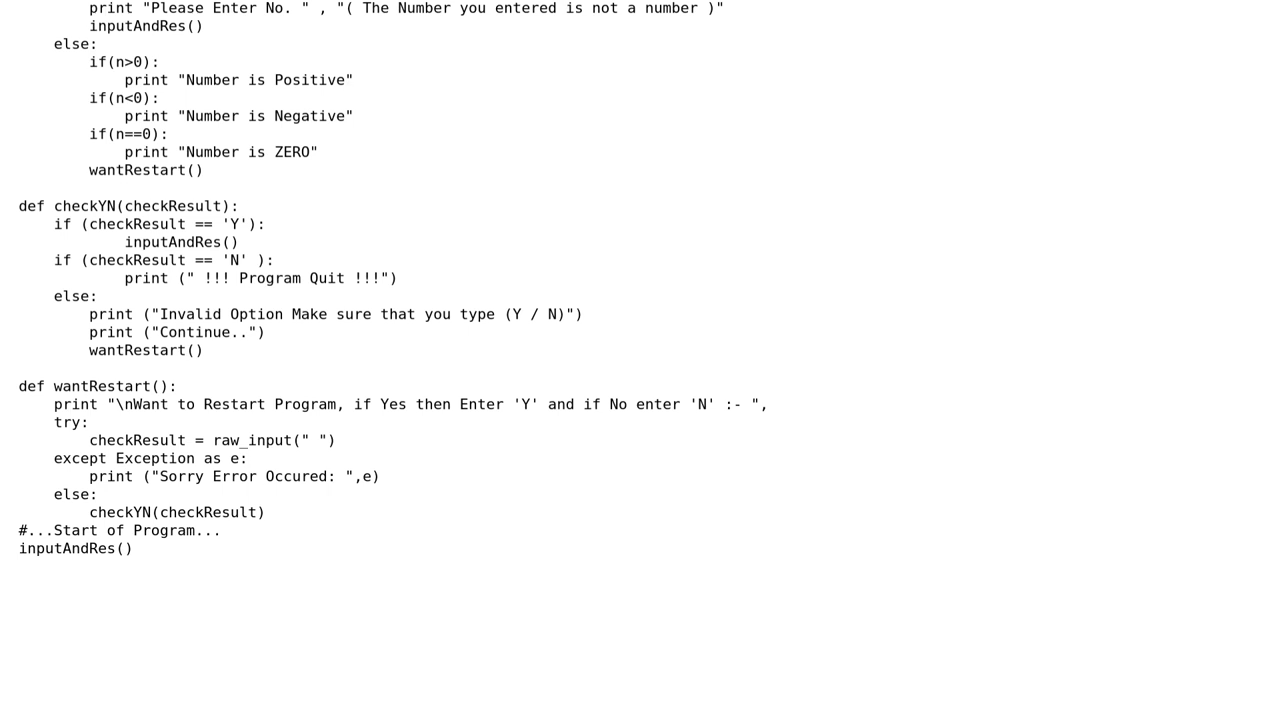 print "Please Enter No. " , "( The Number you entered is not a number )"
        inputAndRes()
    else:
        if(n>0):
            print "Number is Positive"
        if(n<0):
            print "Number is Negative"
        if(n==0):
            print "Number is ZERO"
        wantRestart()

def checkYN(checkResult):
    if (checkResult == 'Y'):
            inputAndRes()
    if (checkResult == 'N' ):
            print (" !!! Program Quit !!!")
    else:
        print ("Invalid Option Make sure that you type (Y / N)")
        print ("Continue..")
        wantRestart()

def wantRestart():
    print "\nWant to Restart Program, if Yes then Enter 'Y' and if No enter 'N' :- ",
    try:
        checkResult = raw_input(" ")
    except Exception as e:
        print ("Sorry Error Occured: ",e)
    else:
        checkYN(checkResult)
#...Start of Program...
inputAndRes()